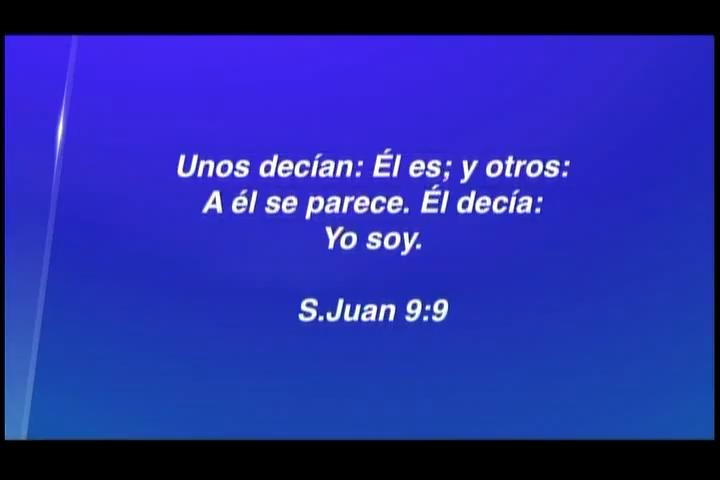 Unos decían: Él es; y otros:
A él se parece. Él decía:
Yo soy.
S.Juan 9:9